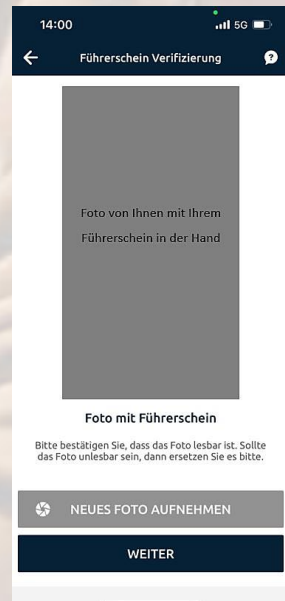 14:00
5G
Führerschein Verifizierung
Foto von Ihnen mit Ihrem
Führerschein in der Hand
Foto mit Führerschein
Bitte bestätigen Sie, dass das Foto lesbar ist. Sollte
das Foto unlesbar sein, dann ersetzen Sie es bitte.
NEUES FOTO AUFNEHMEN
WEITER